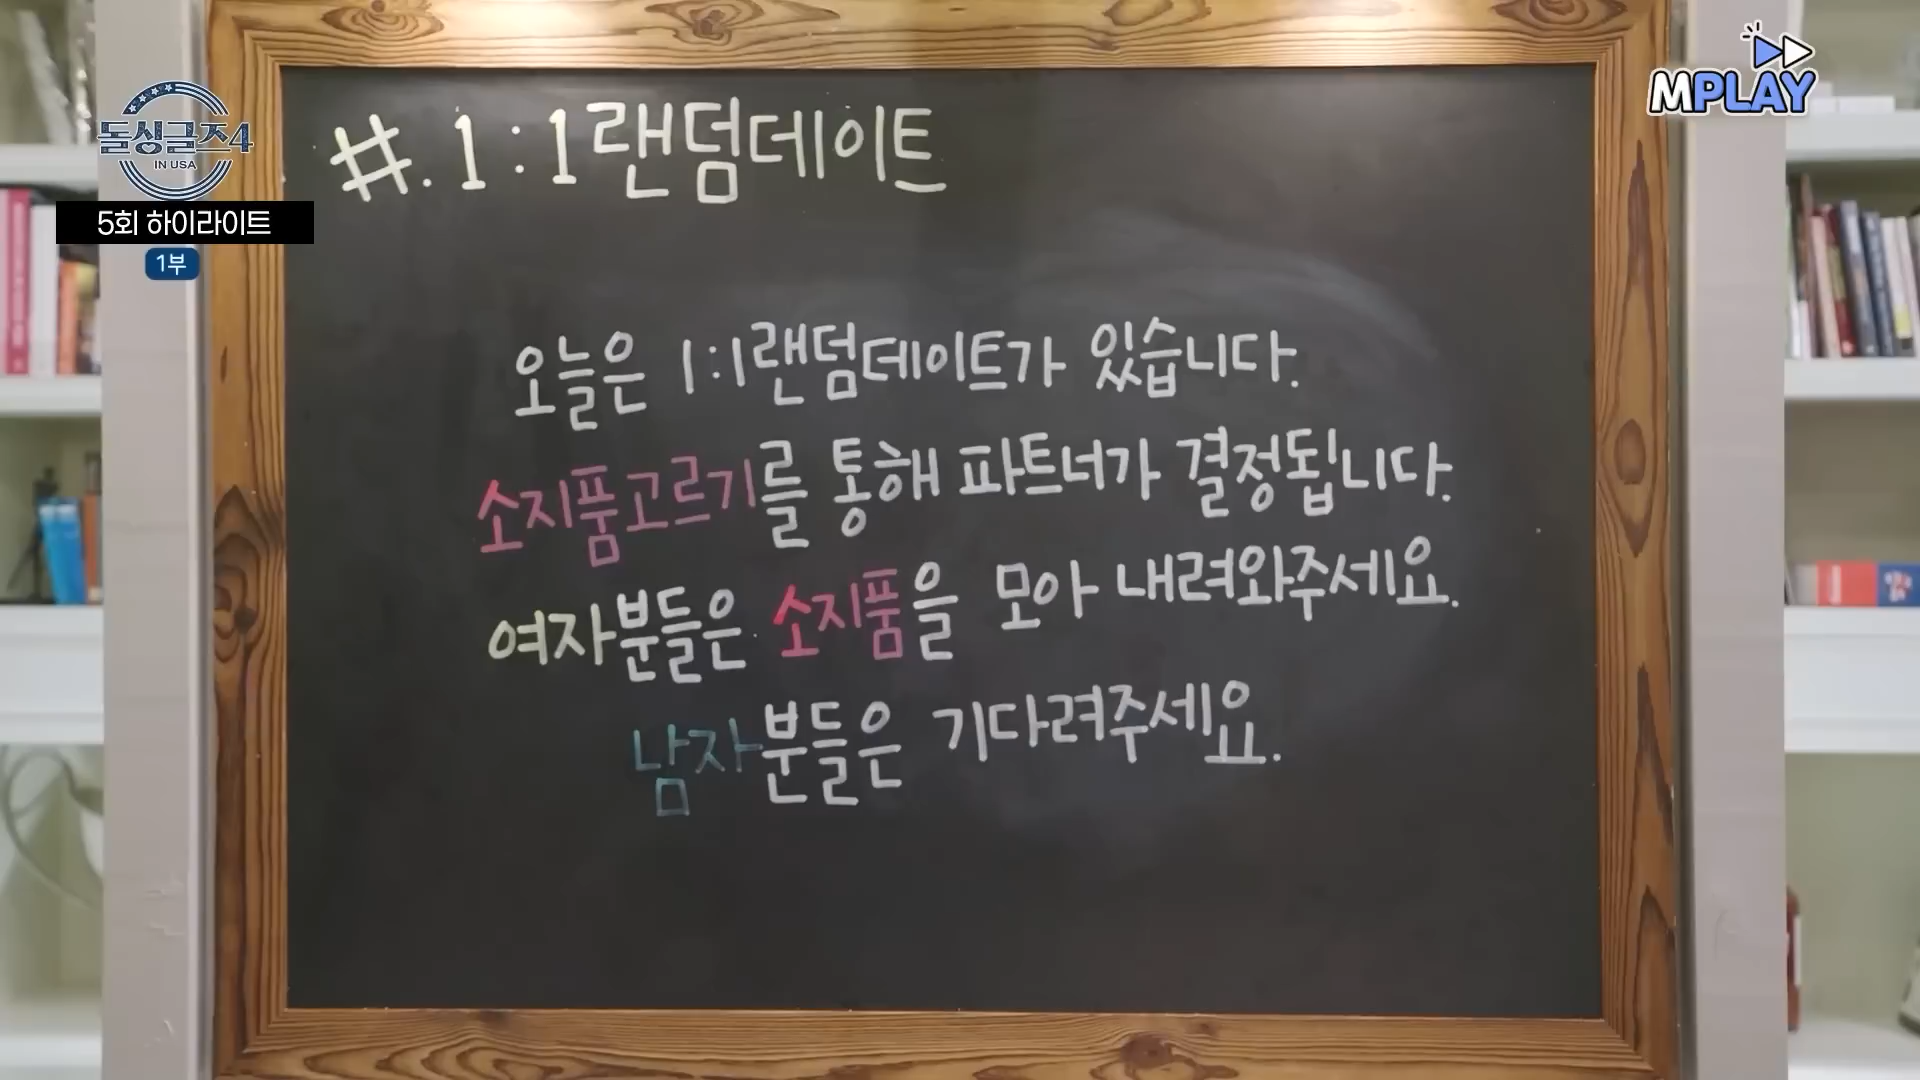 돌싱글즈4
IN USA
5회 하이라이트
1부
MPLAY
#. 1:1랜덤데이트
오늘은 1:1랜덤데이트가 있습니다.
소지품고르기를 통해 파트너가 결정됩니다.
여자분들은 소지품을 모아 내려와주세요.
남자분들은 기다려주세요.